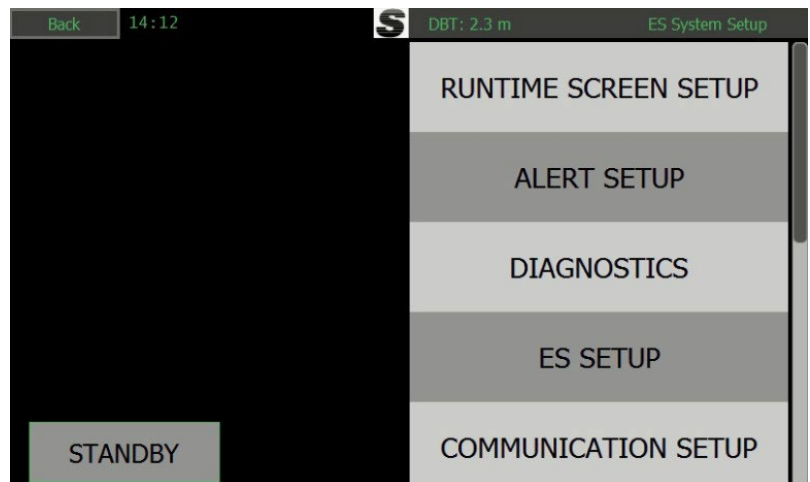 Back 14:12 S DBT: 2.3 m ES System Setup
RUNTIME SCREEN SETUP
ALERT SETUP
DIAGNOSTICS
ES SETUP
COMMUNICATION SETUP
STANDBY